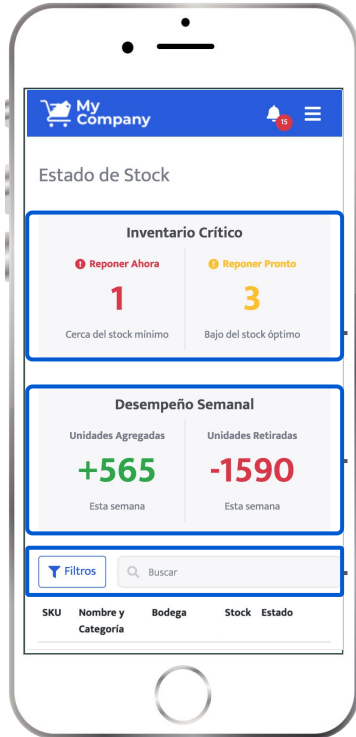 My
Company
15
Estado de Stock
Inventario Crítico
Reponer Ahora
Reponer Pronto
1
3
Cerca del stock mínimo
Bajo del stock óptimo
Desempeño Semanal
Unidades Agregadas
Unidades Retiradas
+565
-1590
Esta semana
Esta semana
Filtros
Buscar
SKU Nombre y Categoría Bodega Stock Estado